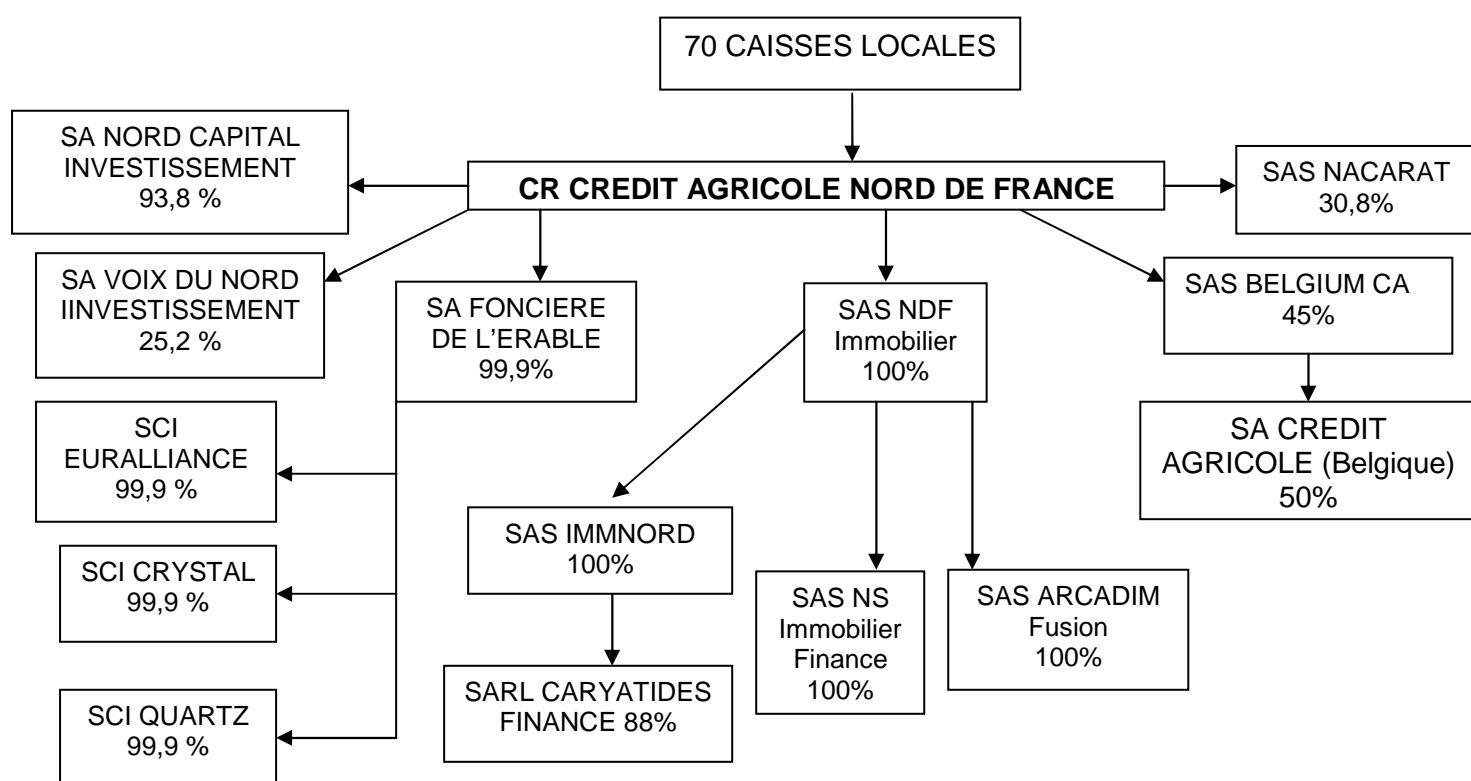 70 CAISSES LOCALES
SA NORD CAPITAL
INVESTISSEMENT
93,8 %
CR CREDIT AGRICOLE NORD DE FRANCE
SAS NACARAT
30,8%
SA VOIX DU NORD
IINVESTISSEMENT
25,2 %
SA FONCIERE
DE L’ERABLE
99,9%
SAS NDF
Immobilier
100%
SAS BELGIUM CA
45%
SCI
EURALLIANCE
99,9 %
SA CREDIT
AGRICOLE (Belgique)
50%
SAS IMMNORD
100%
SCI CRYSTAL
99,9 %
SAS NS
Immobilier
Finance
100%
SAS ARCADIM
Fusion
100%
SARL CARYATIDES
FINANCE 88%
SCI QUARTZ
99,9 %